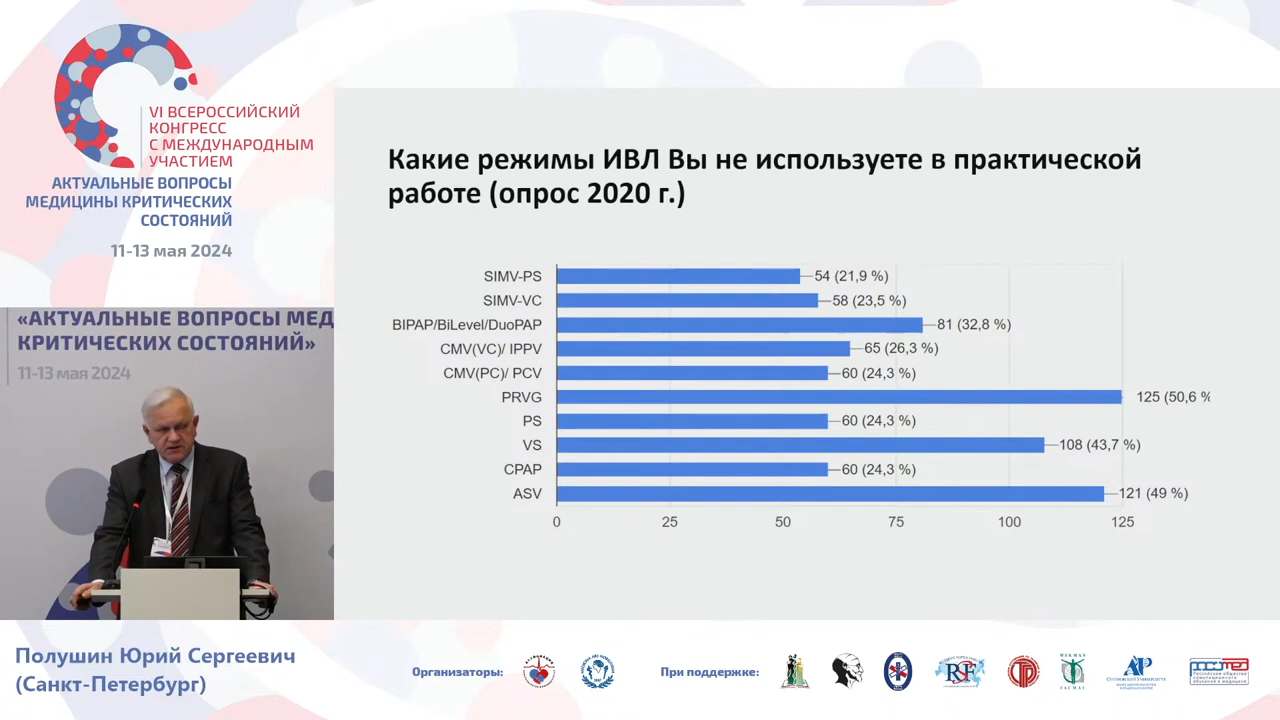 VI ВСЕРОССИЙСКИЙ
КОНГРЕСС
С МЕЖДУНАРОДНЫМ
УЧАСТИЕМ
АКТУАЛЬНЫЕ ВОПРОСЫ
МЕДИЦИНЫ КРИТИЧЕСКИХ
СОСТОЯНИЙ
11-13 мая 2024
«АКТУАЛЬНЫЕ ВОПРОСЫ МЕД
КРИТИЧЕСКИХ СОСТОЯНИЙ»
11-13 мая 2024
Полушин Юрий Сергеевич
(Санкт-Петербург)
Какие режимы ИВЛ Вы не используете в практической
работе (опрос 2020 г.)
SIMV-PS 54 (21,9 %)
SIMV-VC 58 (23,5 %)
BIPAP/BiLevel/DuoPAP 81 (32,8 %)
CMV(VC)/ IPPV 65 (26,3 %)
CMV(PC)/ PCV 60 (24,3 %)
PRVG 125 (50,6 %
PS 60 (24,3 %)
VS 108 (43,7 %)
CPAP 60 (24,3 %)
ASV 121 (49 %)
0 25 50 75 100 125
Организаторы: При поддержке: